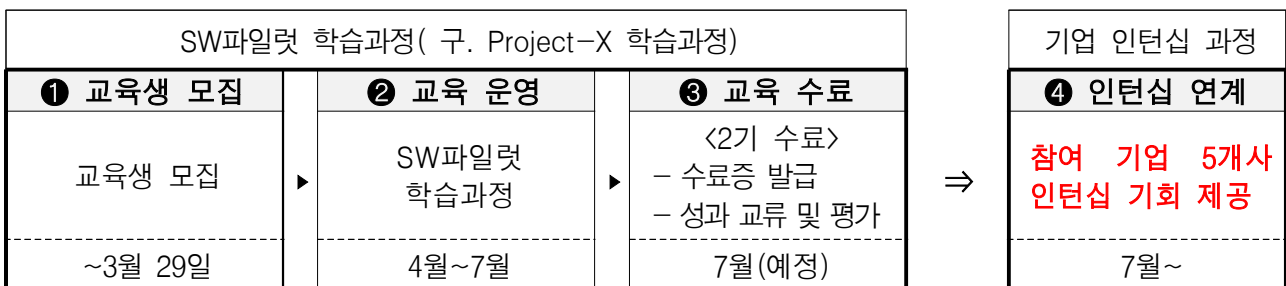 SW파일럿 학습과정( 구. Project-X 학습과정)
기업 인턴십 과정
❶ 교육생 모집
❷ 교육 운영
❸ 교육 수료
❹ 인턴십 연계
교육생 모집
▶
SW파일럿
학습과정
▶
<2기 수료>
- 수료증 발급
- 성과 교류 및 평가
⇒
참여 기업 5개사
인턴십 기회 제공
~3월 29일
4월~7월
7월(예정)
7월~